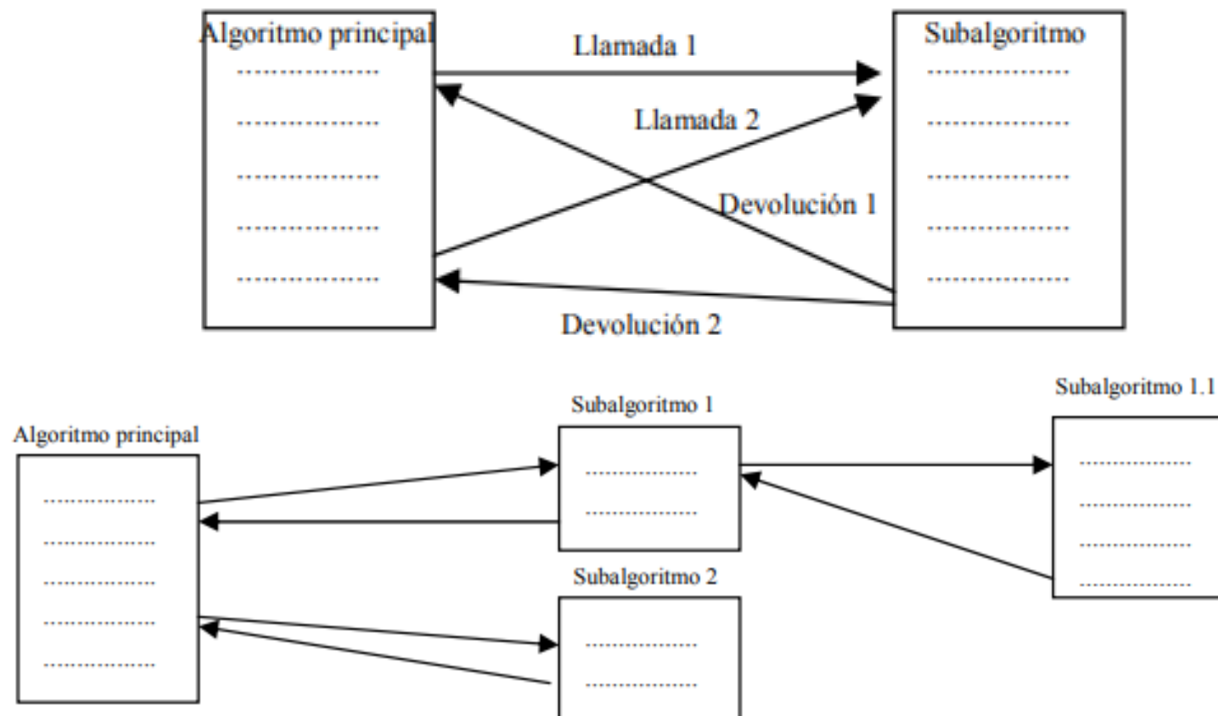 Algoritmo principal
Llamada 1
Subalgoritmo
Llamada 2
Devolución 1
Devolución 2
Subalgoritmo 1.1
Subalgoritmo 1
Algoritmo principal
Subalgoritmo 2